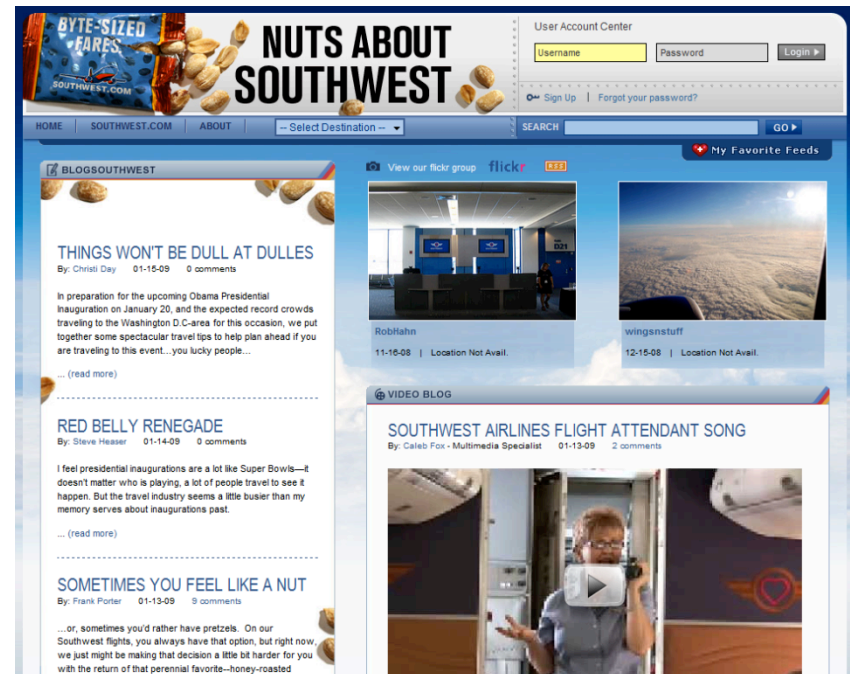 BYTE-SIZED
FARES
SOUTHWEST.COM
NUTS ABOUT
SOUTHWEST
User Account Center
Username
Password
Login
Sign Up | Forgot your password?
HOME
SOUTHWEST.COM
ABOUT
-- Select Destination --
SEARCH
GO
My Favorite Feeds
BLOGSOUTHWEST
THINGS WON'T BE DULL AT DULLES
By: Christi Day 01-15-09 0 comments
In preparation for the upcoming Obama Presidential
Inauguration on January 20, and the expected record crowds
traveling to the Washington D.C-area for this occasion, we put
together some spectacular travel tips to help plan ahead if you
are traveling to this event…you lucky people…
... (read more)
RED BELLY RENEGADE
By: Steve Heaser 01-14-09 0 comments
I feel presidential inaugurations are a lot like Super Bowls—it
doesn't matter who is playing, a lot of people travel to see it
happen. But the travel industry seems a little busier than my
memory serves about inaugurations past.
... (read more)
SOMETIMES YOU FEEL LIKE A NUT
By: Frank Porter 01-13-09 9 comments
…or, sometimes you'd rather have pretzels. On our
Southwest flights, you always have that option, but right now,
we just might be making that decision a little bit harder for you
with the return of that perennial favorite--honey-roasted
View our flickr group flickr
D21
RobHahn
11-16-08 | Location Not Avail.
wingsnstuff
12-15-08 | Location Not Avail.
VIDEO BLOG
SOUTHWEST AIRLINES FLIGHT ATTENDANT SONG
By: Caleb Fox - Multimedia Specialist 01-13-09 2 comments